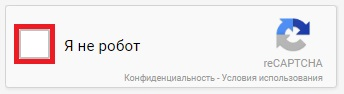 Я не робот
reCAPTCHA
Конфиденциальность - Условия использования